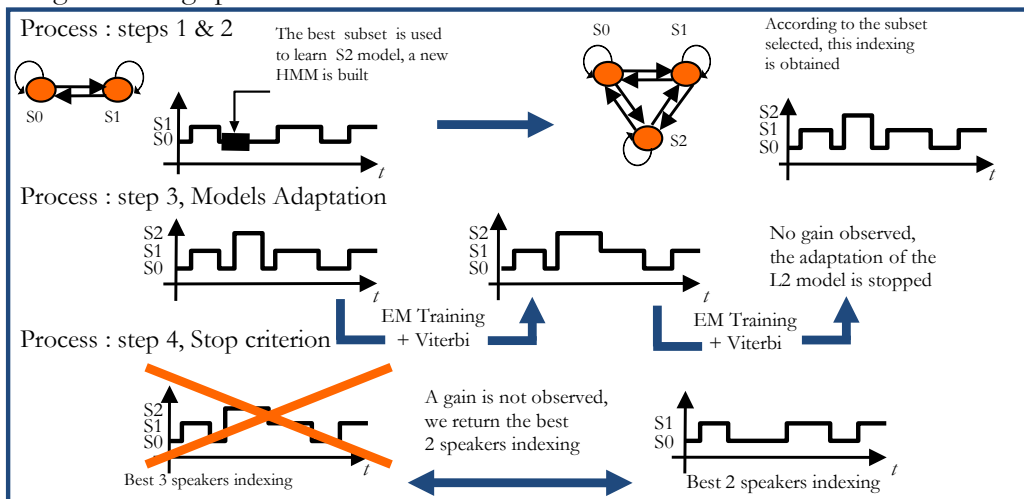 Process : steps 1 & 2
The best subset is used
to learn S2 model, a new
HMM is built
S0
S1
S1
S0
t
S0
S1
S2
According to the subset
selected, this indexing
is obtained
S2
S1
S0
t
Process : step 3, Models Adaptation
S2
S1
S0
t
S2
S1
S0
t
No gain observed,
the adaptation of the
L2 model is stopped
EM Training
+ Viterbi
EM Training
+ Viterbi
Process : step 4, Stop criterion
S2
S1
S0
t
Best 3 speakers indexing
A gain is not observed,
we return the best
2 speakers indexing
S1
S0
t
Best 2 speakers indexing